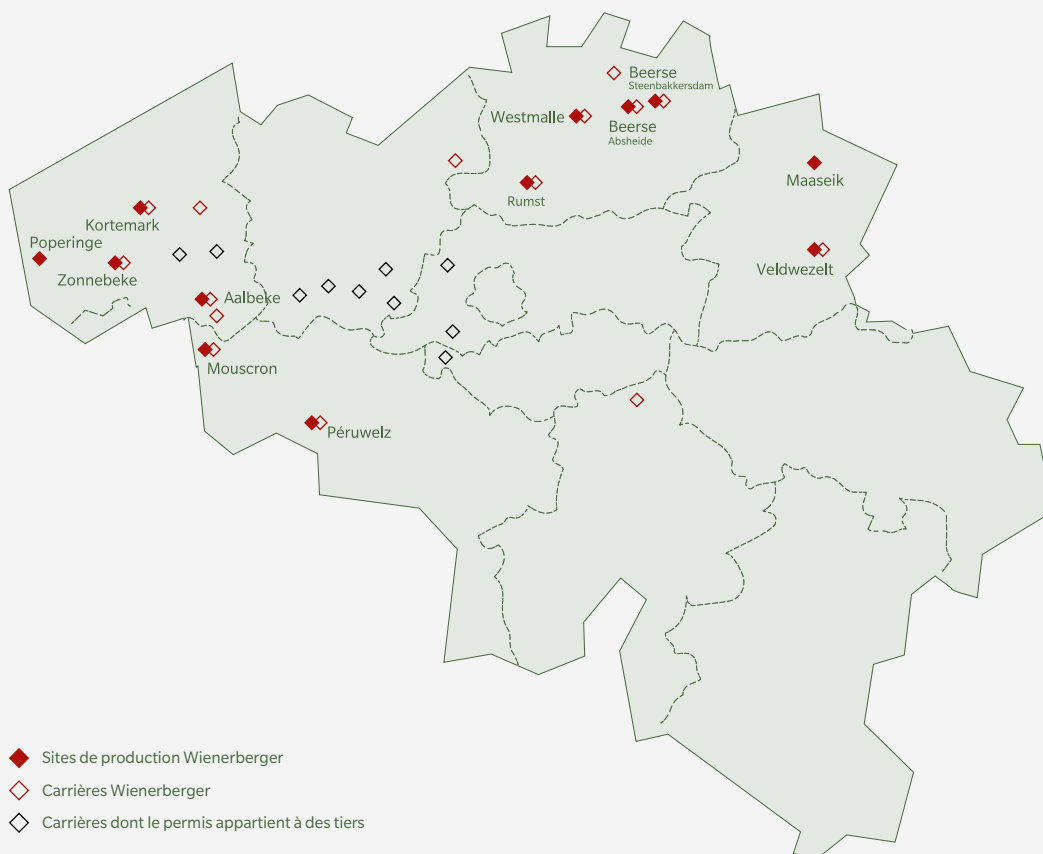 Beerse
Steenbakkersdam
Westmalle
Beerse
Absheide
Maaseik
Rumst
Kortemark
Poperinge
Zonnebeke
Veldwezelt
Aalbeke
Mouscron
Péruwelz
Sites de production Wienerberger
Carrières Wienerberger
Carrières dont le permis appartient à des tiers